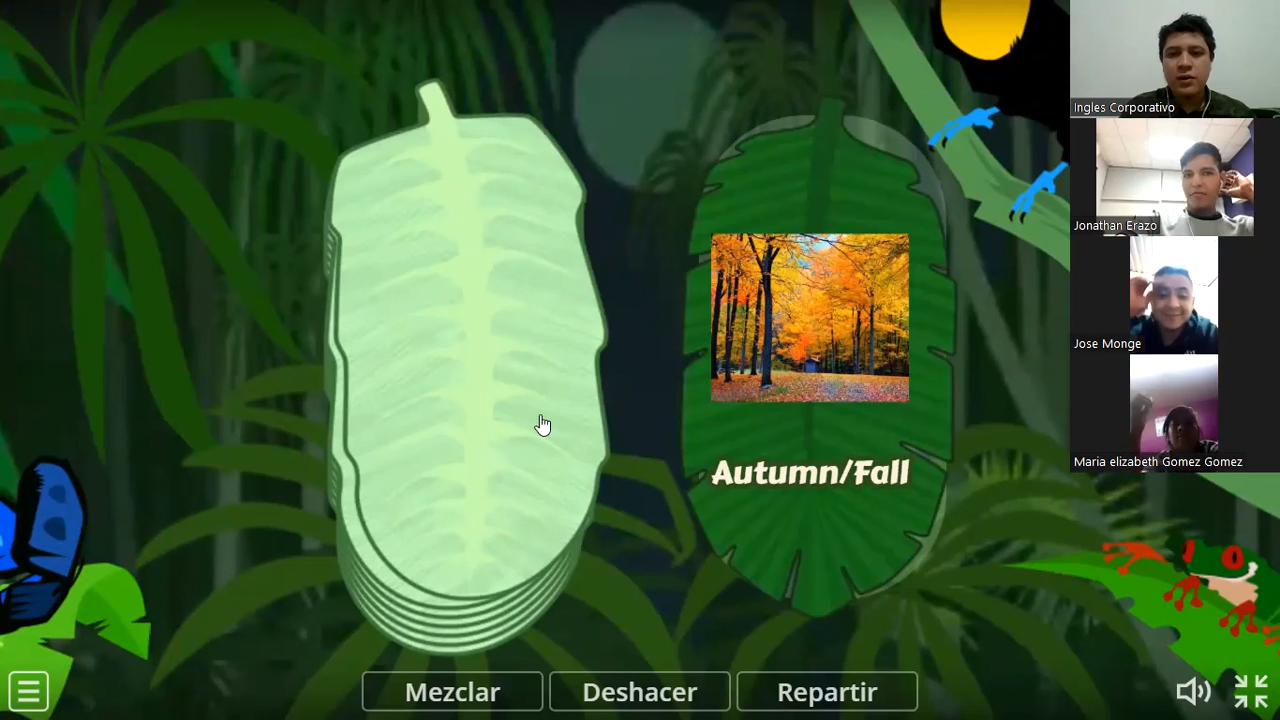 Ingles Corporativo
Jonathan Erazo
Jose Monge
Maria elizabeth Gomez Gomez
Autumn/Fall
Mezclar
Deshacer
Repartir